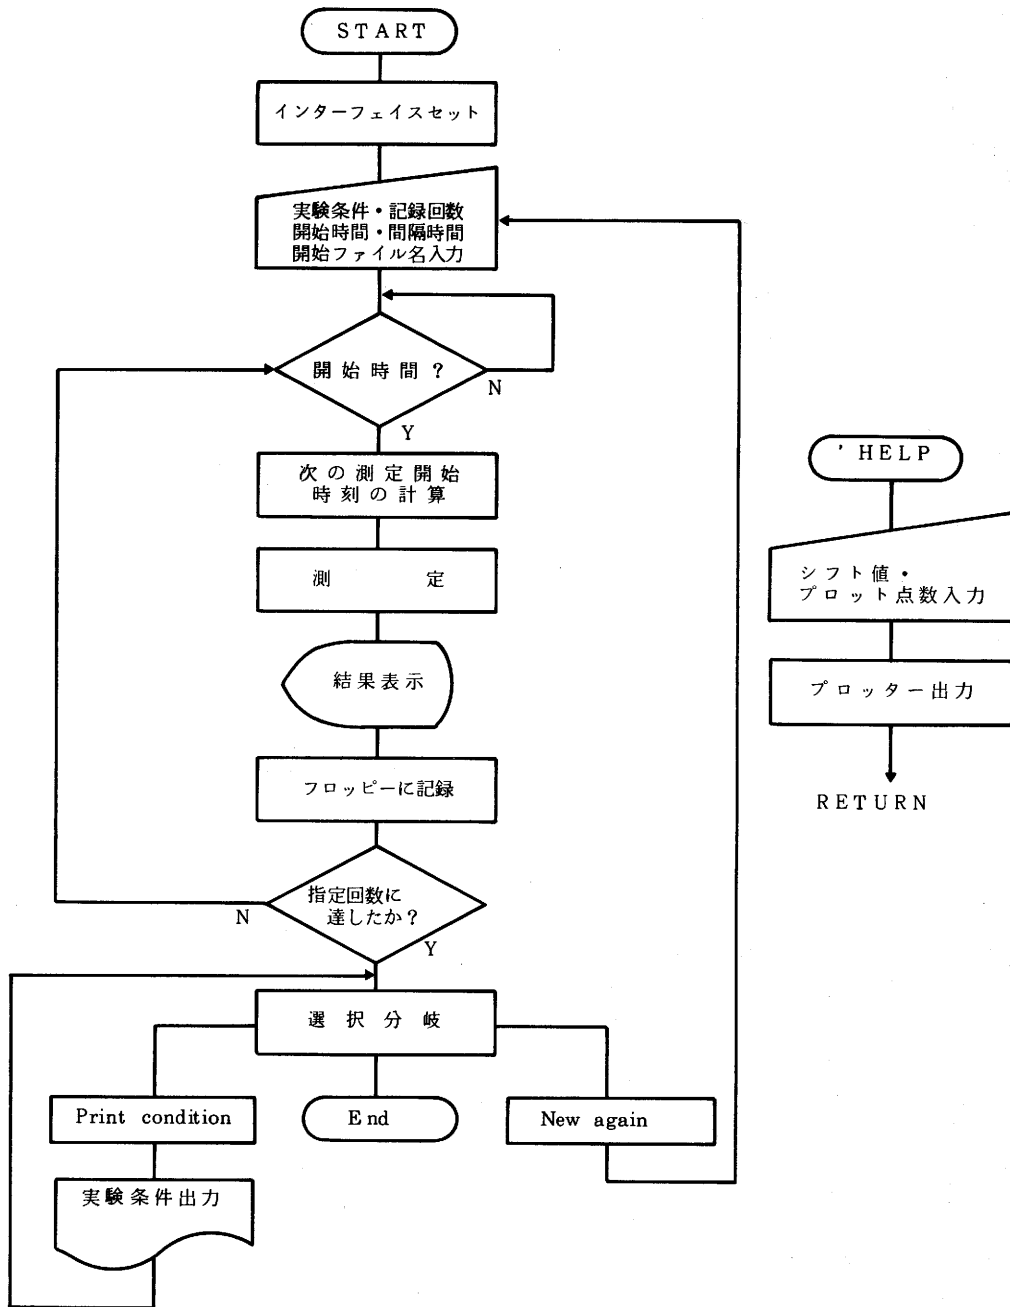 START
インターフェイスセット
実験条件・記録回数
開始時間・間隔時間
開始ファイル名入力
開始時間?
N
Y
次の測定開始
時刻の計算
測定
結果表示
フロッピーに記録
指定回数に
達したか?
N
Y
選択分岐
Print condition
End
New again
実験条件出力
' HELP
シフト値・
プロット点数入力
プロッター出力
RETURN